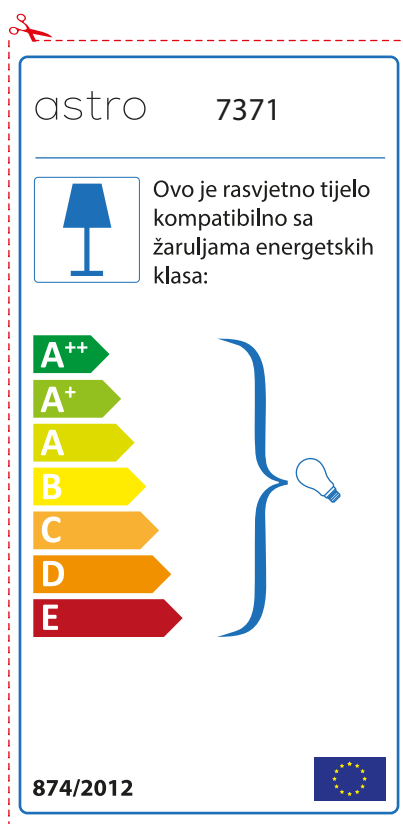 astro 7371
Ovo je rasvjetno tijelo
kompatibilno sa
žaruljama energetskih
klasa:
A++
A+
A
B
C
D
E
874/2012